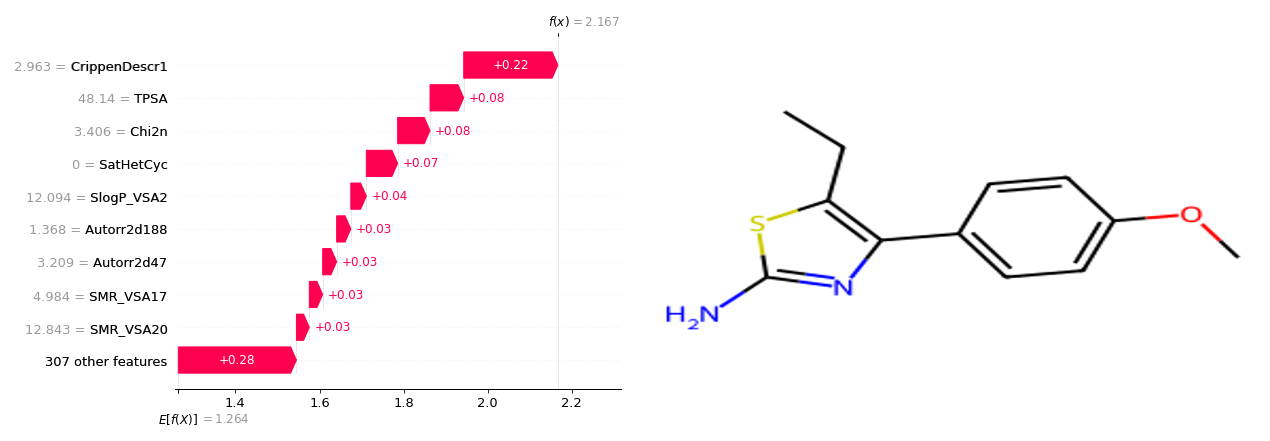 f(x) = 2.167
2.963 = CrippenDescr1 +0.22
48.14 = TPSA +0.08
3.406 = Chi2n +0.08
0 = SatHetCyc +0.07
12.094 = SlogP_VSA2 +0.04
1.368 = Autorr2d188 +0.03
3.209 = Autorr2d47 +0.03
4.984 = SMR_VSA17 +0.03
12.843 = SMR_VSA20 +0.03
307 other features +0.28
1.4 1.6 1.8 2.0 2.2
E[f(X)] = 1.264
S
O
N
H2N